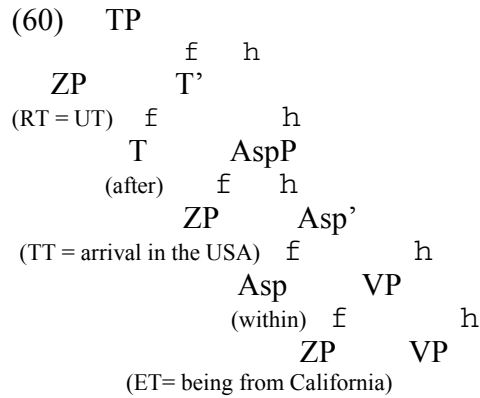 (60) TP
f h
ZP T’
(RT = UT) f h
T AspP
(after) f h
ZP Asp’
(TT = arrival in the USA) f h
Asp VP
(within) f h
ZP VP
(ET= being from California)